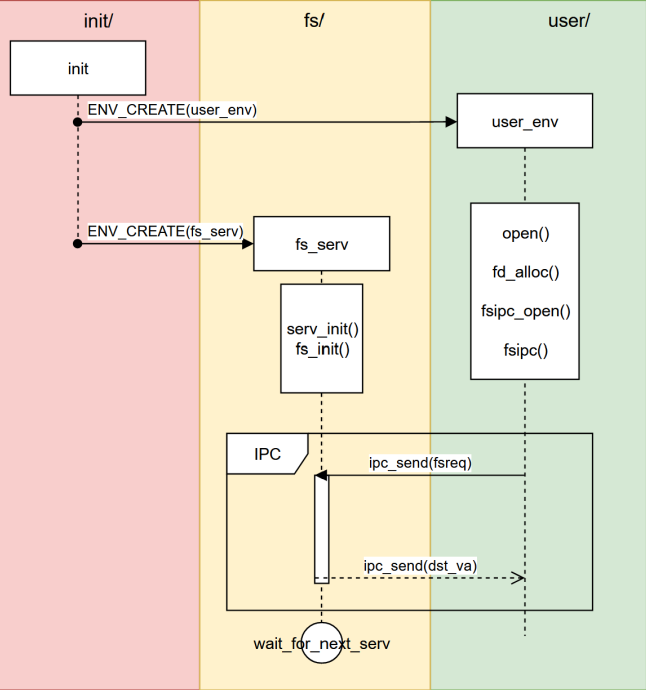 init/
fs/
user/
init
ENV_CREATE(user_env)
user_env
ENV_CREATE(fs_serv)
fs_serv
open()
fd_alloc()
fsipc_open()
fsipc()
serv_init()
fs_init()
IPC
ipc_send(fsreq)
ipc_send(dst_va)
wait_for_next_serv